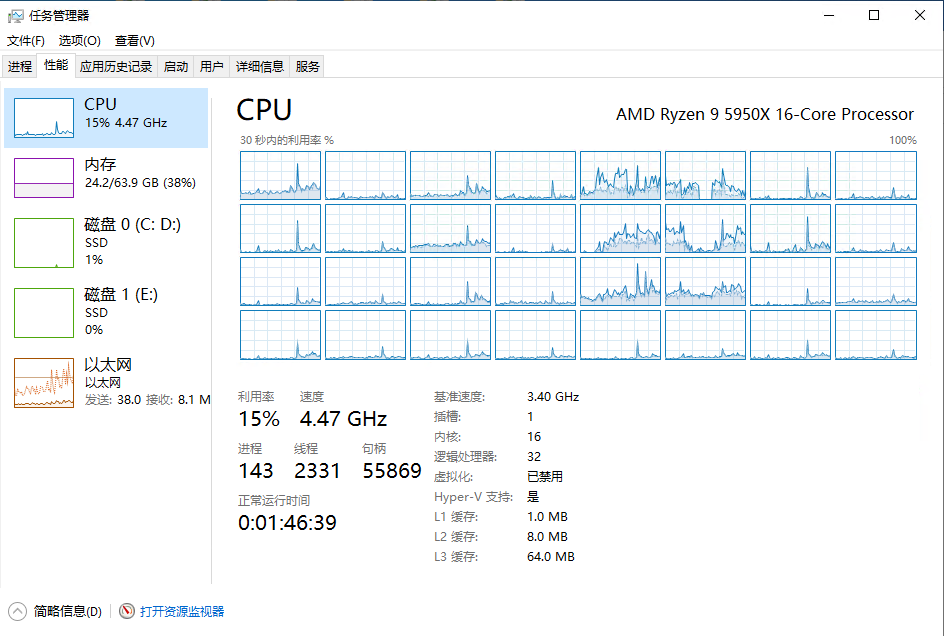 任务管理器
文件(F) 选项(O) 查看(V)
进程 性能 应用历史记录 启动 用户 详细信息 服务
CPU
15% 4.47 GHz
内存
24.2/63.9 GB (38%)
磁盘 0 (C: D:)
SSD
1%
磁盘 1 (E:)
SSD
0%
以太网
以太网
发送: 38.0 接收: 8.1 M
CPU
AMD Ryzen 9 5950X 16-Core Processor
30 秒内的利用率 %
100%
利用率 速度
15% 4.47 GHz
进程 线程 句柄
143 2331 55869
正常运行时间
0:01:46:39
基准速度: 3.40 GHz
插槽: 1
内核: 16
逻辑处理器: 32
虚拟化: 已禁用
Hyper-V 支持: 是
L1 缓存: 1.0 MB
L2 缓存: 8.0 MB
L3 缓存: 64.0 MB
简略信息(D) 打开资源监视器